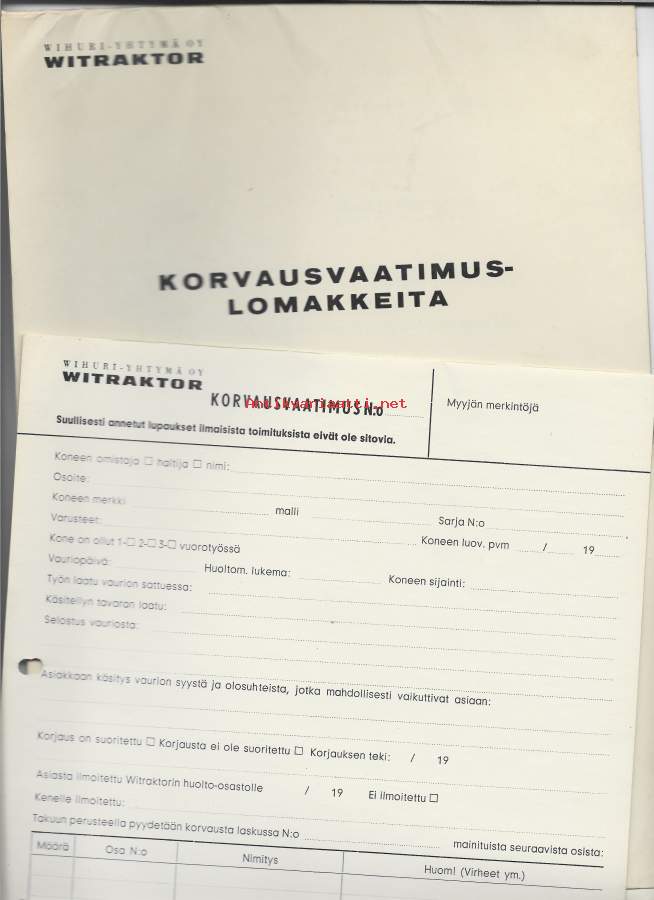 WIHURI-YHTYMÄ OY
WITRAKTOR
KORVAUSVAATIMUS-
LOMAKKEITA
WIHURI-YHTYMÄ OY
WITRAKTOR
KORVAUSVAATIMUS N:o
Myyjän merkintöjä
Suullisesti annetut lupaukset ilmaisista toimituksista eivät ole sitovia.
Koneen omistaja ☐ haltija ☐ nimi:
Osoite:
Koneen merkki malli Sarja N:o
Varusteet: Koneen luov. pvm / 19
Kone on ollut 1-☐ 2-☐ 3-☐ vuorotyössä
Vauriopäivä: Huoltom. lukema: Koneen sijainti:
Työn laatu vaurion sattuessa:
Käsitellyn tavaran laatu:
Selostus vauriosta:
Asiakkaan käsitys vaurion syystä ja olosuhteista, jotka mahdollisesti vaikuttivat asiaan:
Korjaus on suoritettu ☐ Korjausta ei ole suoritettu ☐ Korjauksen teki: / 19
Asiasta ilmoitettu Witraktorin huolto-osastolle / 19 Ei ilmoitettu ☐
Kenelle ilmoitettu:
Takuun perusteella pyydetään korvausta laskussa N:o mainituista seuraavista osista:
Määrä Osa N:o Nimitys Huom! (Virheet ym.)